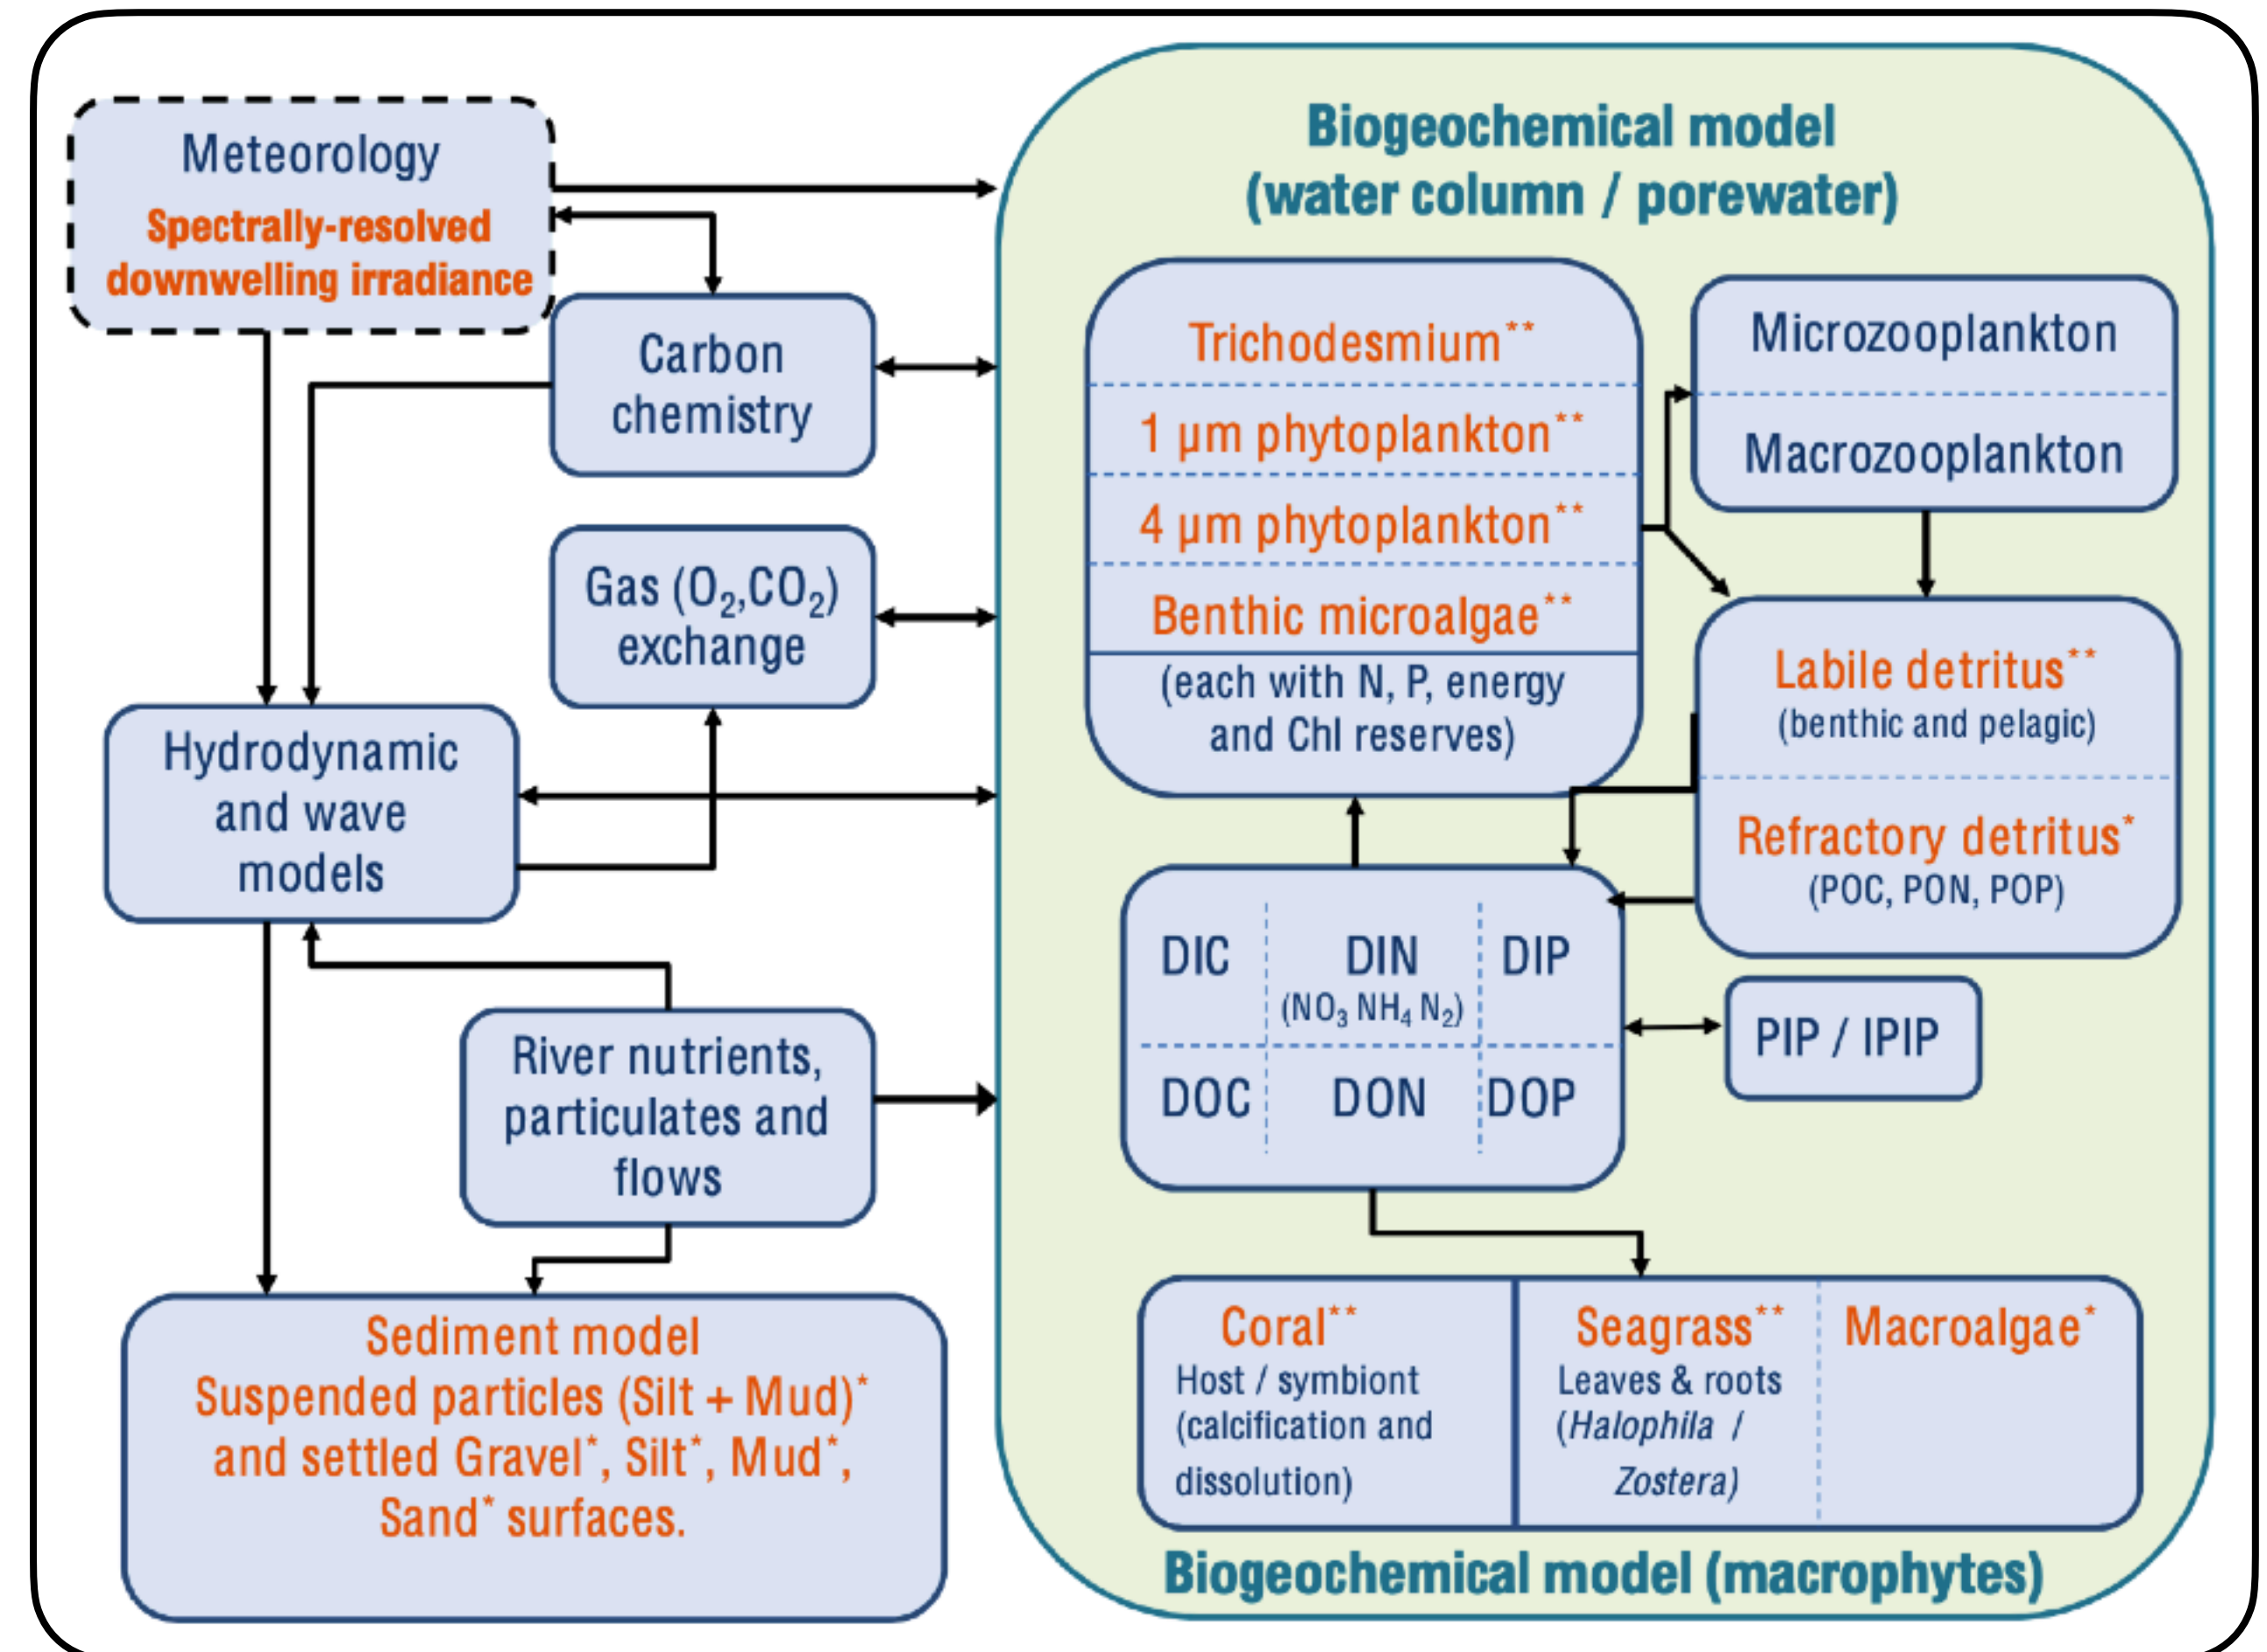 Meteorology
Spectrally-resolved
downwelling irradiance
Carbon
chemistry
Gas (O₂,CO₂)
exchange
Hydrodynamic
and wave
models
River nutrients,
particulates and
flows
Sediment model
Suspended particles (Silt + Mud)*
and settled Gravel*, Silt*, Mud*,
Sand* surfaces.
Biogeochemical model
(water column / porewater)
Trichodesmium**
1 µm phytoplankton**
4 µm phytoplankton**
Benthic microalgae**
(each with N, P, energy
and Chl reserves)
Microzooplankton
Macrozooplankton
Labile detritus**
(benthic and pelagic)
Refractory detritus*
(POC, PON, POP)
DIC DIN DIP
(NO₃ NH₄ N₂)
DOC DON DOP
PIP / IPIP
Coral**
Host / symbiont
(calcification and
dissolution)
Seagrass**
Leaves & roots
(Halophila /
Zostera)
Macroalgae*
Biogeochemical model (macrophytes)